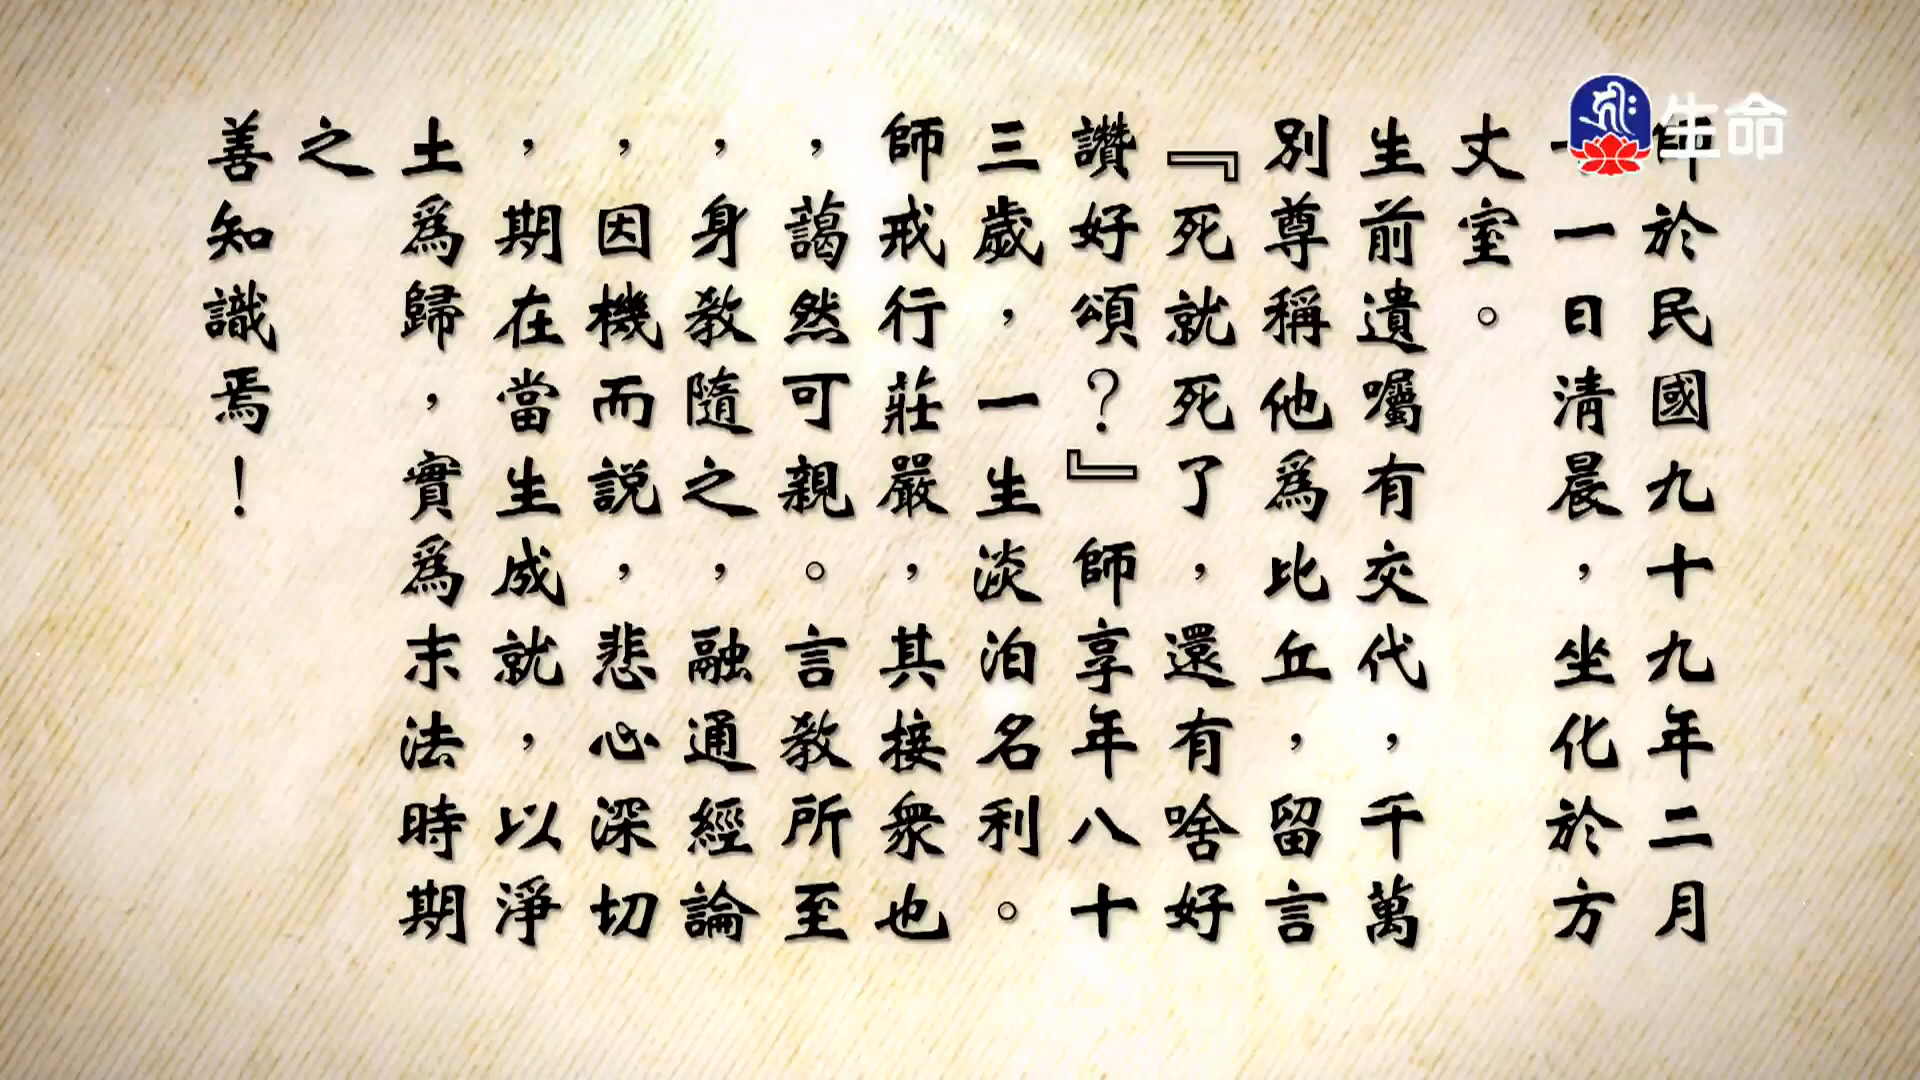 師於民國九十九年二月
一日清晨，坐化於方
丈室。
生前遺囑有交代，千萬
別尊稱他為比丘，留言
『死就死了，還有啥好
讚好頌？』師享年八十
三歲，一生淡泊名利。
師戒行莊嚴，其接眾也
，藹然可親。言教所至
，身教隨之，融通經論
，因機而說，悲心深切
，期在當生成就，以淨
土為歸，實為末法時期
之
善知識焉！
生命